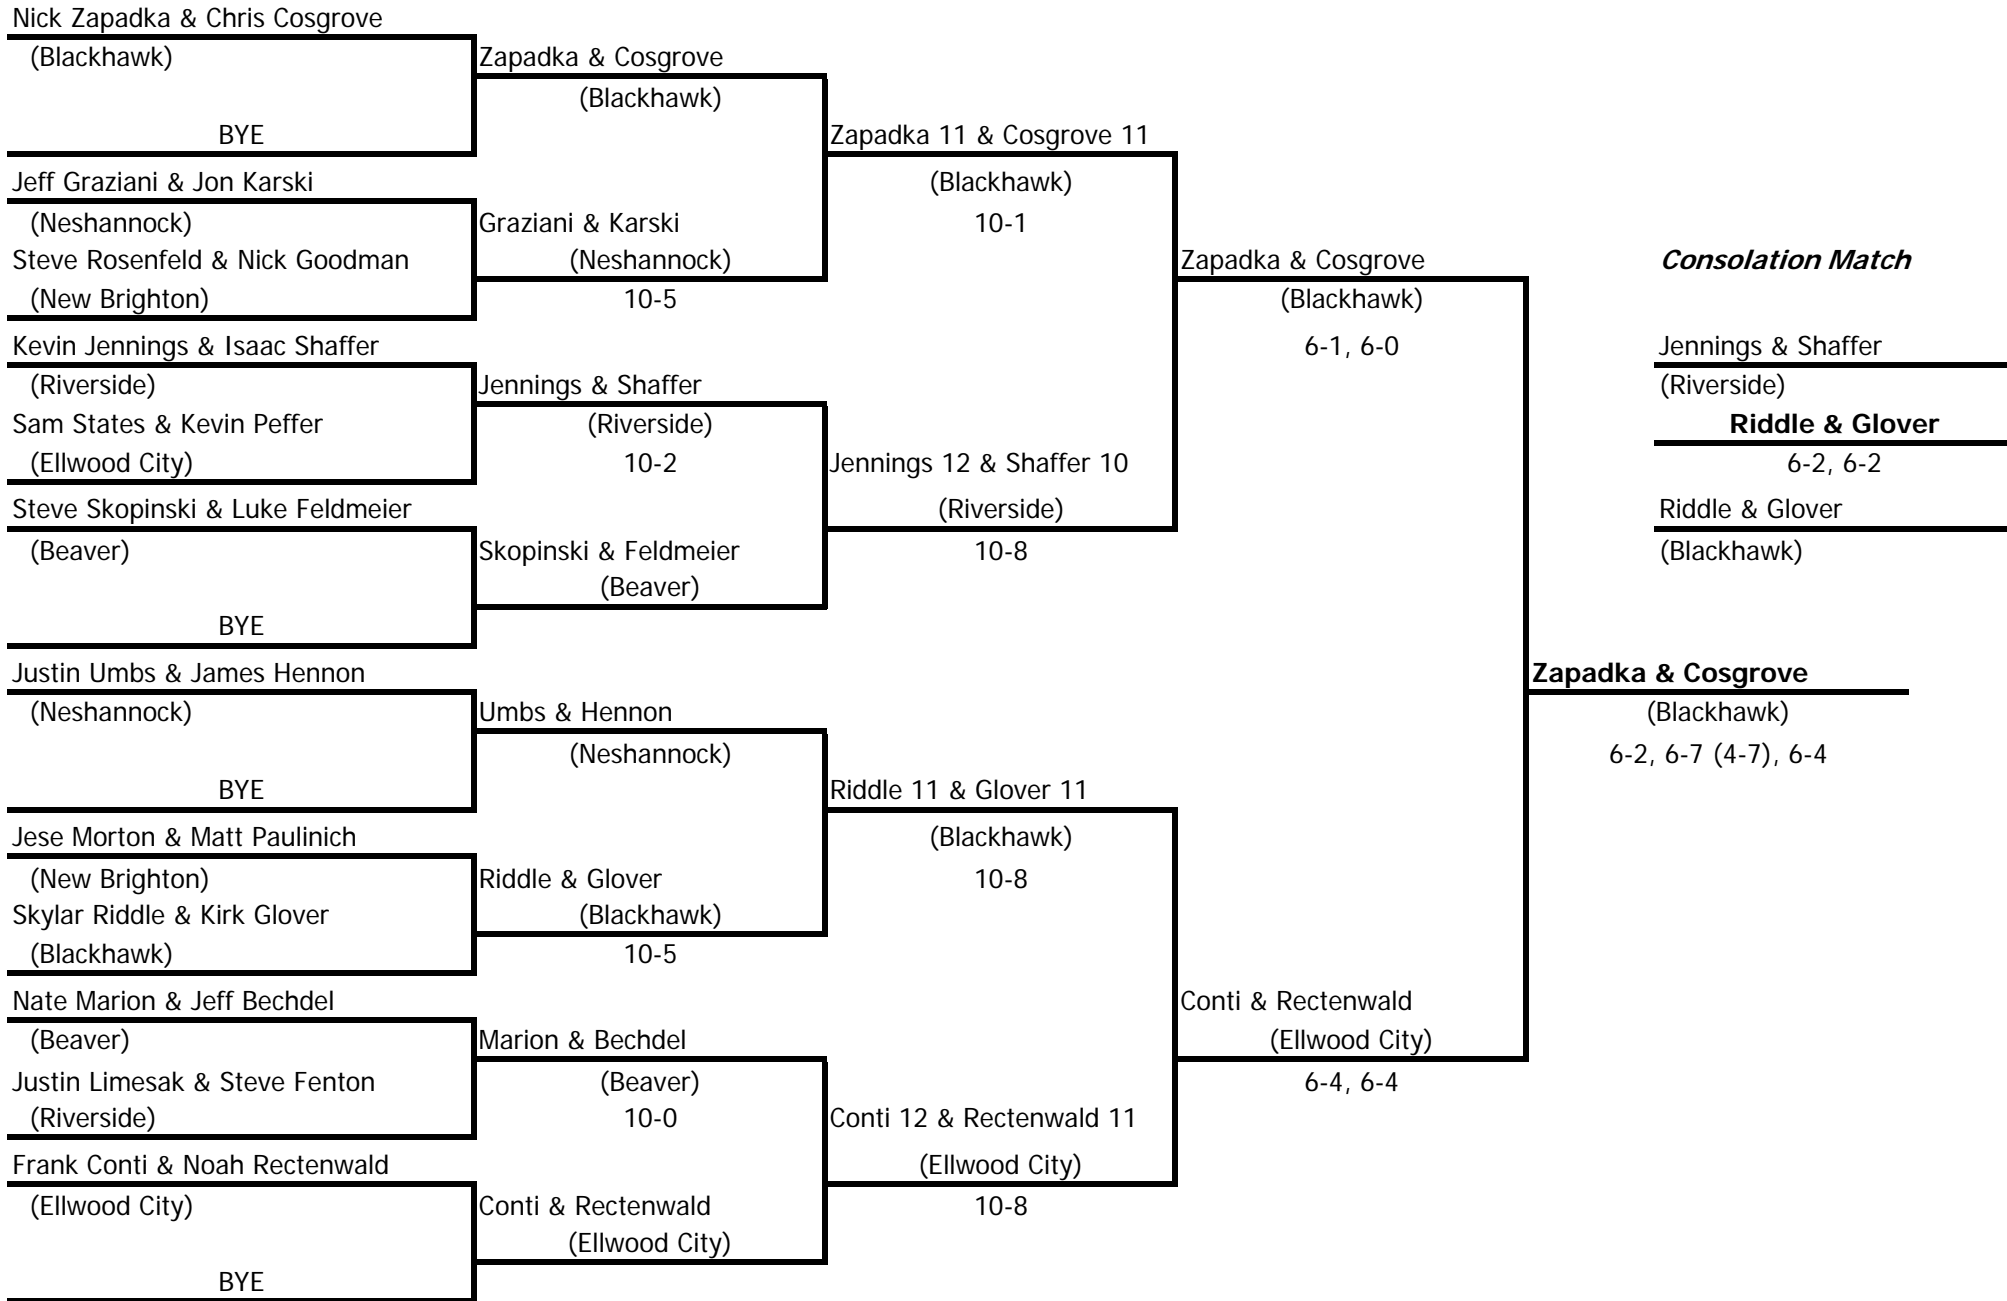 Nick Zapadka & Chris Cosgrove
(Blackhawk)
BYE
Jeff Graziani & Jon Karski
(Neshannock)
Steve Rosenfeld & Nick Goodman
(New Brighton)
Kevin Jennings & Isaac Shaffer
(Riverside)
Sam States & Kevin Peffer
(Ellwood City)
Steve Skopinski & Luke Feldmeier
(Beaver)
BYE
Justin Umbs & James Hennon
(Neshannock)
BYE
Jese Morton & Matt Paulinich
(New Brighton)
Skylar Riddle & Kirk Glover
(Blackhawk)
Nate Marion & Jeff Bechdel
(Beaver)
Justin Limesak & Steve Fenton
(Riverside)
Frank Conti & Noah Rectenwald
(Ellwood City)
BYE
Zapadka & Cosgrove
(Blackhawk)
Graziani & Karski
(Neshannock)
10-5
Jennings & Shaffer
(Riverside)
10-2
Skopinski & Feldmeier
(Beaver)
Umbs & Hennon
(Neshannock)
Riddle & Glover
(Blackhawk)
10-5
Marion & Bechdel
(Beaver)
10-0
Conti & Rectenwald
(Ellwood City)
Zapadka 11 & Cosgrove 11
(Blackhawk)
10-1
Jennings 12 & Shaffer 10
(Riverside)
10-8
Riddle 11 & Glover 11
(Blackhawk)
10-8
Conti 12 & Rectenwald 11
(Ellwood City)
10-8
Zapadka & Cosgrove
(Blackhawk)
6-1, 6-0
Conti & Rectenwald
(Ellwood City)
6-4, 6-4
Zapadka & Cosgrove
(Blackhawk)
6-2, 6-7 (4-7), 6-4
Consolation Match
Jennings & Shaffer
(Riverside)
Riddle & Glover
6-2, 6-2
Riddle & Glover
(Blackhawk)